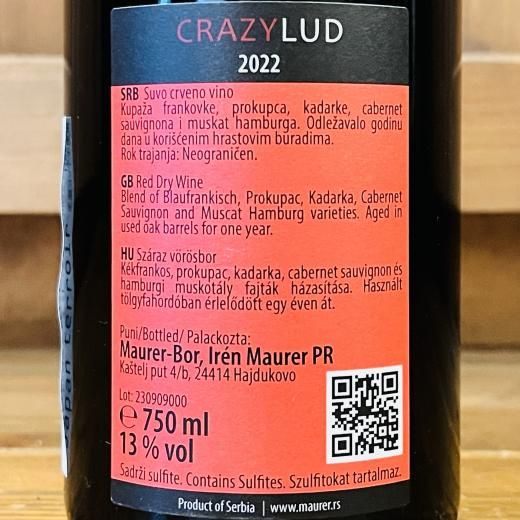 CRAZYLUD
2022
SRB Suvo crveno vino
Kupaža frankovke, prokupca, kadarke, cabernet
sauvignona i muskat hamburga. Odležavalo godinu
dana u korišćenim hrastovim buradima.
Rok trajanja: Neograničen.
GB Red Dry Wine
Blend of Blaufrankisch, Prokupac, Kadarka, Cabernet
Sauvignon and Muscat Hamburg varieties. Aged in
used oak barrels for one year.
HU Száraz vörösbor
Kékfrankos, prokupac, kadarka, cabernet sauvignon és
hamburgi muskotály fajták házasítása. Használt
tölgyfahordóban érlelődött egy éven át.
Puni/Bottled/ Palackozta:
Maurer-Bor, Irén Maurer PR
Kaštelj put 4/b, 24414 Hajdukovo
Lot: 230909000
℮ 750 ml
13 % vol
Sadrži sulfite. Contains Sulfites. Szulfitokat tartalmaz.
Product of Serbia | www.maurer.rs
Japan terroir